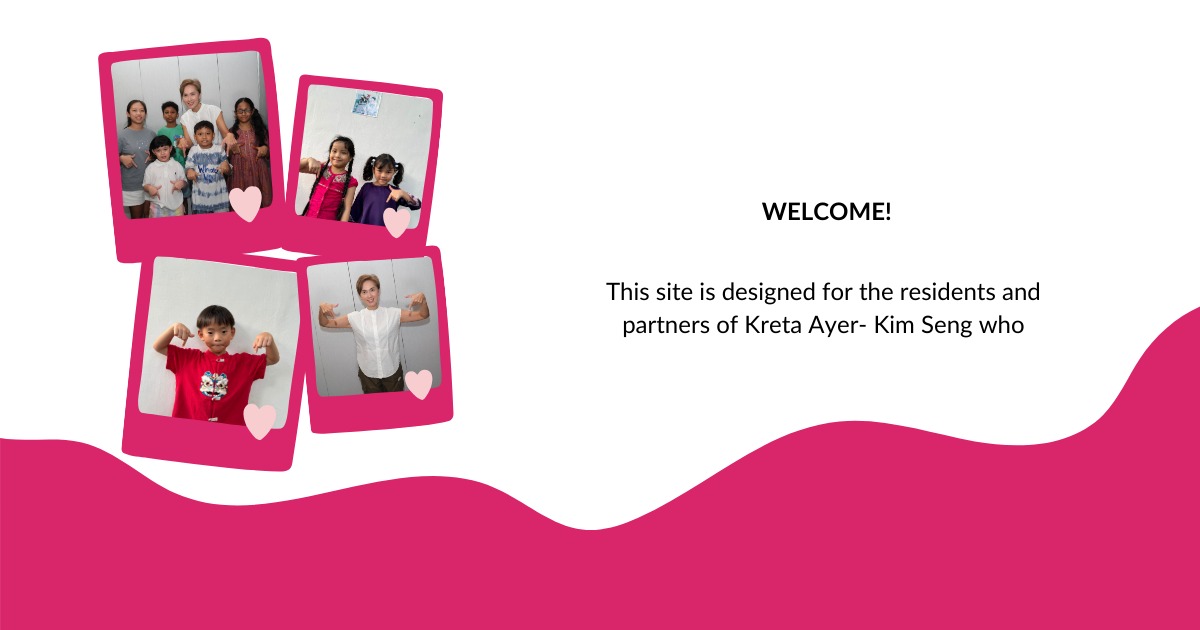 WELCOME!
This site is designed for the residents and
partners of Kreta Ayer- Kim Seng who